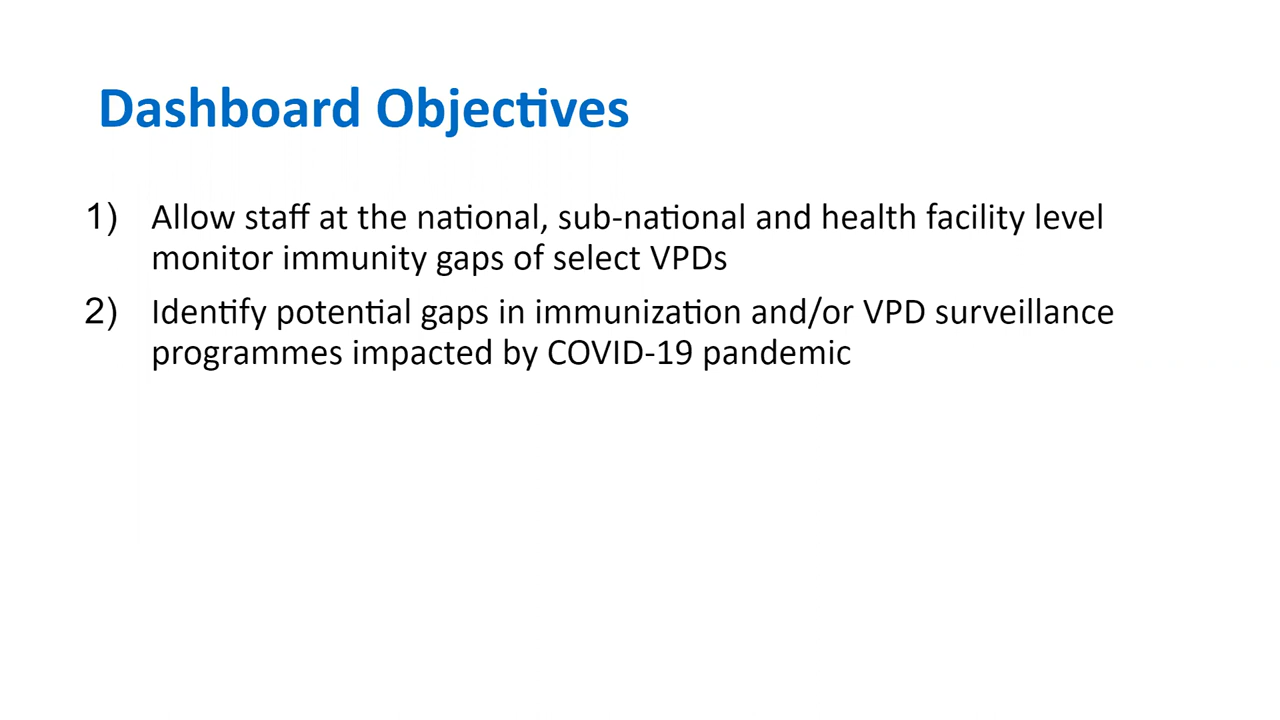 Dashboard Objectives
1) Allow staff at the national, sub-national and health facility level
monitor immunity gaps of select VPDs
2) Identify potential gaps in immunization and/or VPD surveillance
programmes impacted by COVID-19 pandemic